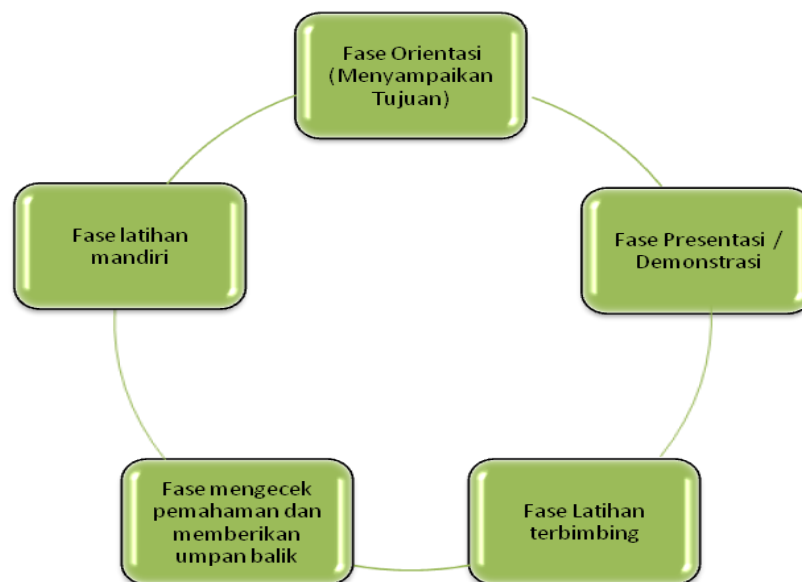 Fase Orientasi
(Menyampaikan
Tujuan)
Fase Presentasi /
Demonstrasi
Fase Latihan
terbimbing
Fase mengecek
pemahaman dan
memberikan
umpan balik
Fase latihan
mandiri